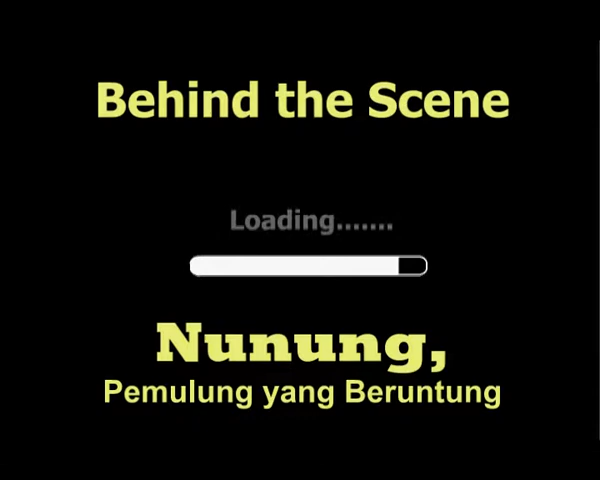 Behind the Scene
Loading.......
Nunung,
Pemulung yang Beruntung